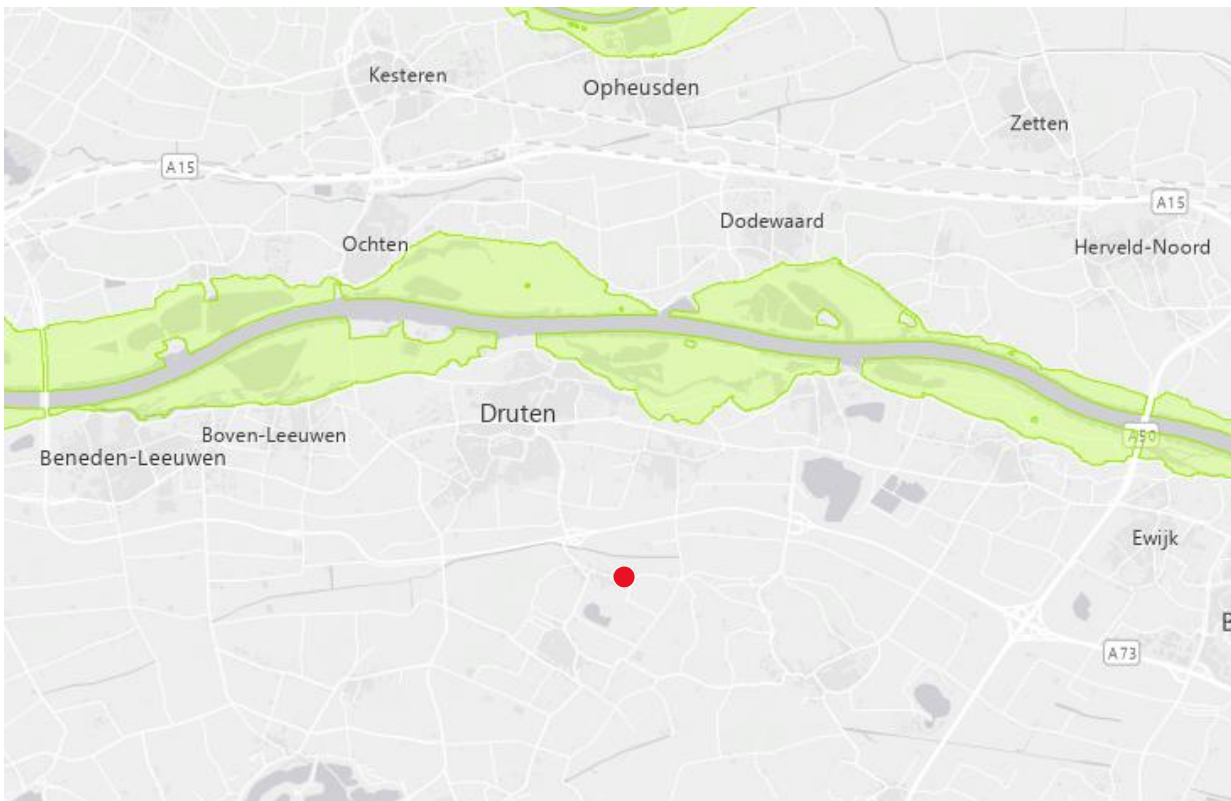 Kesteren
Opheusden
Zetten
A15
A15
Dodewaard
Ochten
Herveld-Noord
Druten
Boven-Leeuwen
A50
Beneden-Leeuwen
Ewijk
B
A73